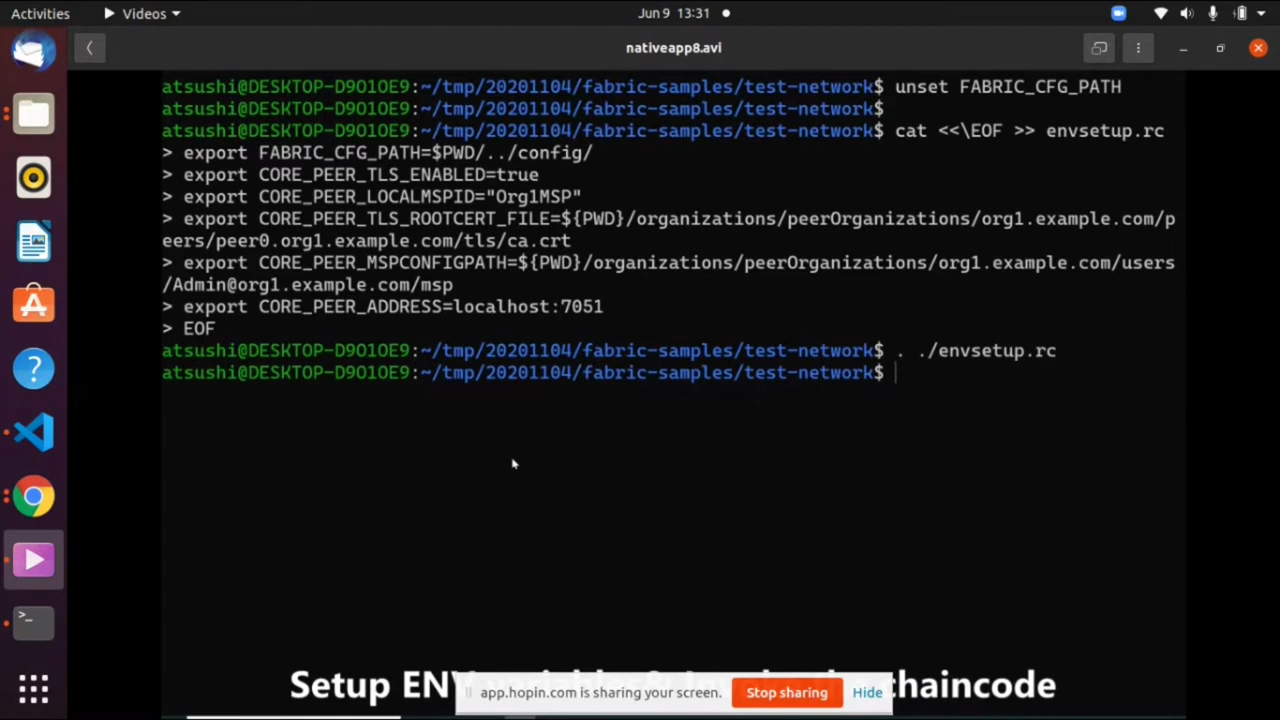 Activities
Videos
Jun 9 13:31
nativeapp8.avi
atsushi@DESKTOP-D9O1OE9:~/tmp/20201104/fabric-samples/test-network$ unset FABRIC_CFG_PATH
atsushi@DESKTOP-D9O1OE9:~/tmp/20201104/fabric-samples/test-network$
atsushi@DESKTOP-D9O1OE9:~/tmp/20201104/fabric-samples/test-network$ cat <<\EOF >> envsetup.rc
> export FABRIC_CFG_PATH=$PWD/../config/
> export CORE_PEER_TLS_ENABLED=true
> export CORE_PEER_LOCALMSPID="Org1MSP"
> export CORE_PEER_TLS_ROOTCERT_FILE=${PWD}/organizations/peerOrganizations/org1.example.com/p
eers/peer0.org1.example.com/tls/ca.crt
> export CORE_PEER_MSPCONFIGPATH=${PWD}/organizations/peerOrganizations/org1.example.com/users
/Admin@org1.example.com/msp
> export CORE_PEER_ADDRESS=localhost:7051
> EOF
atsushi@DESKTOP-D9O1OE9:~/tmp/20201104/fabric-samples/test-network$ . ./envsetup.rc
atsushi@DESKTOP-D9O1OE9:~/tmp/20201104/fabric-samples/test-network$
Setup ENV chaincode
app.hopin.com is sharing your screen. Stop sharing Hide